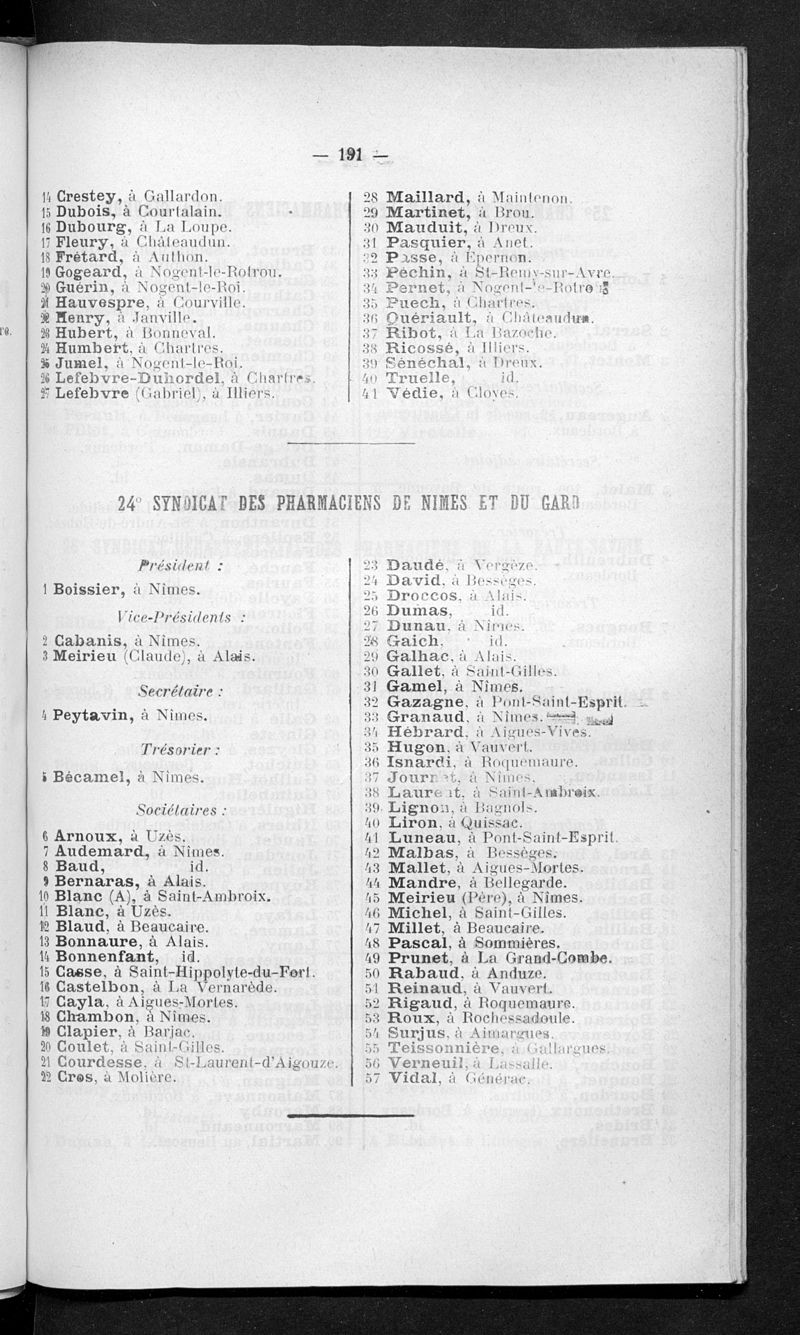 — 191 —
14 Crestey, à Gallardon.
15 Dubois, à Courtalain.
16 Dubourg, à La Loupe.
17 Fleury, à Châteaudun.
18 Frétard, à Authon.
19 Gogeard, à Nogent-le-Rotrou.
20 Guérin, à Nogent-le-Roi.
21 Hauvespre, à Courville.
22 Henry, à Janville.
23 Hubert, à Bonneval.
24 Humbert, à Chartres.
25 Jumel, à Nogent-le-Roi.
26 Lefebvre-Duhordel, à Chartres.
27 Lefebvre (Gabriel), à Illiers.
28 Maillard, à Maintenon.
29 Martinet, à Brou.
30 Mauduit, à Dreux.
31 Pasquier, à Anet.
32 Passe, à Epernon.
33 Péchin, à St-Remy-sur-Avre.
34 Pernet, à Nogent-le-Rotrou
35 Puech, à Chartres.
36 Quériault, à Châteaudun.
37 Ribot, à La Bazoche.
38 Ricossé, à Illiers.
39 Sénéchal, à Dreux.
40 Truelle, id.
41 Védie, à Cloyes.
24° SYNDICAT DES PHARMACIENS DE NIMES ET DU GARD
Président :
1 Boissier, à Nîmes.
Vice-Présidents :
2 Cabanis, à Nîmes.
3 Meirieu (Claude), à Alais.
Secrétaire :
4 Peytavin, à Nîmes.
Trésorier :
5 Bécamel, à Nîmes.
Sociétaires :
6 Arnoux, à Uzès.
7 Audemard, à Nîmes.
8 Baud, id.
9 Bernaras, à Alais.
10 Blanc (A), à Saint-Ambroix.
11 Blanc, à Uzès.
12 Blaud, à Beaucaire.
13 Bonnaure, à Alais.
14 Bonnenfant, id.
15 Casse, à Saint-Hippolyte-du-Fort.
16 Castelbon, à La Vernarède.
17 Cayla, à Aigues-Mortes.
18 Chambon, à Nîmes.
19 Clapier, à Barjac.
20 Coulet, à Saint-Gilles.
21 Courdesse, à St-Laurent-d'Aigouze.
22 Cros, à Molière.
23 Daudé, à Vergèze.
24 David, à Bessèges.
25 Droccos, à Alais.
26 Dumas, id.
27 Dunau, à Nîmes.
28 Gaich, id.
29 Galhac, à Alais.
30 Gallet, à Saint-Gilles.
31 Gamel, à Nîmes.
32 Gazagne, à Pont-Saint-Esprit.
33 Granaud, à Nîmes.
34 Hébrard, à Aigues-Vives.
35 Hugon, à Vauvert.
36 Isnardi, à Roquemaure.
37 Journet, à Nîmes.
38 Laurent, à Saint-Ambroix.
39 Lignon, à Bagnols.
40 Liron, à Quissac.
41 Luneau, à Pont-Saint-Esprit.
42 Malbas, à Bessèges.
43 Mallet, à Aigues-Mortes.
44 Mandre, à Bellegarde.
45 Meirieu (Père), à Nîmes.
46 Michel, à Saint-Gilles.
47 Millet, à Beaucaire.
48 Pascal, à Sommières.
49 Prunet, à La Grand-Combe.
50 Rabaud, à Anduze.
51 Reinaud, à Vauvert.
52 Rigaud, à Roquemaure.
53 Roux, à Rochessadoule.
54 Surjus, à Aimargues.
55 Teissonnière, à Gallargues.
56 Verneuil, à Lassalle.
57 Vidal, à Générac.